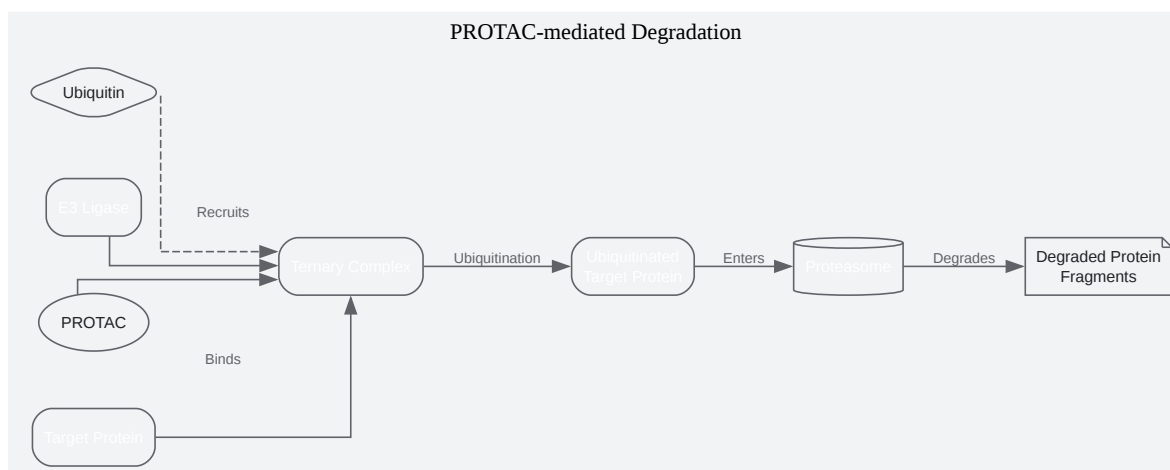 PROTAC-mediated Degradation
Ubiquitin
E3 Ligase
Recruits
Ternary Complex
Ubiquitination
Ubiquitinated
Target Protein
Enters
Proteasome
Degrades
Degraded Protein
Fragments
PROTAC
Binds
Target Protein